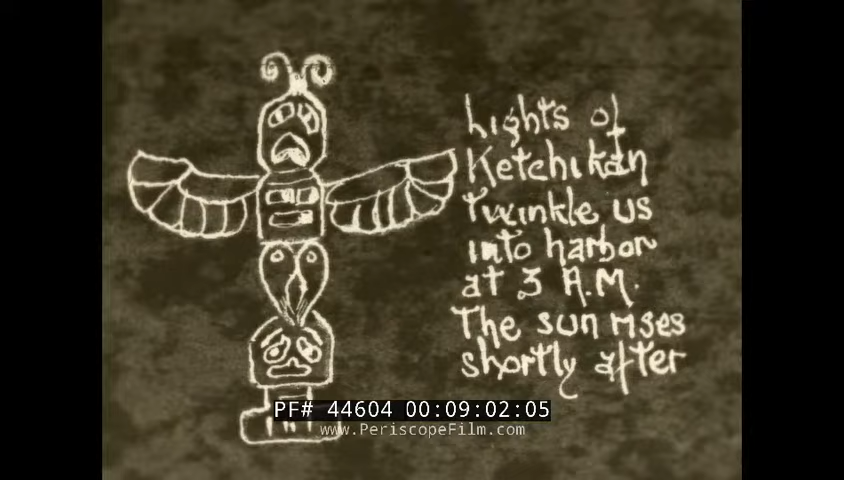 Lights of
Ketchikan
twinkle us
into harbor
at 3 A.M.
The sun rises
shortly after
PF# 44604 00:09:02:05
www.PeriscopeFilm.com